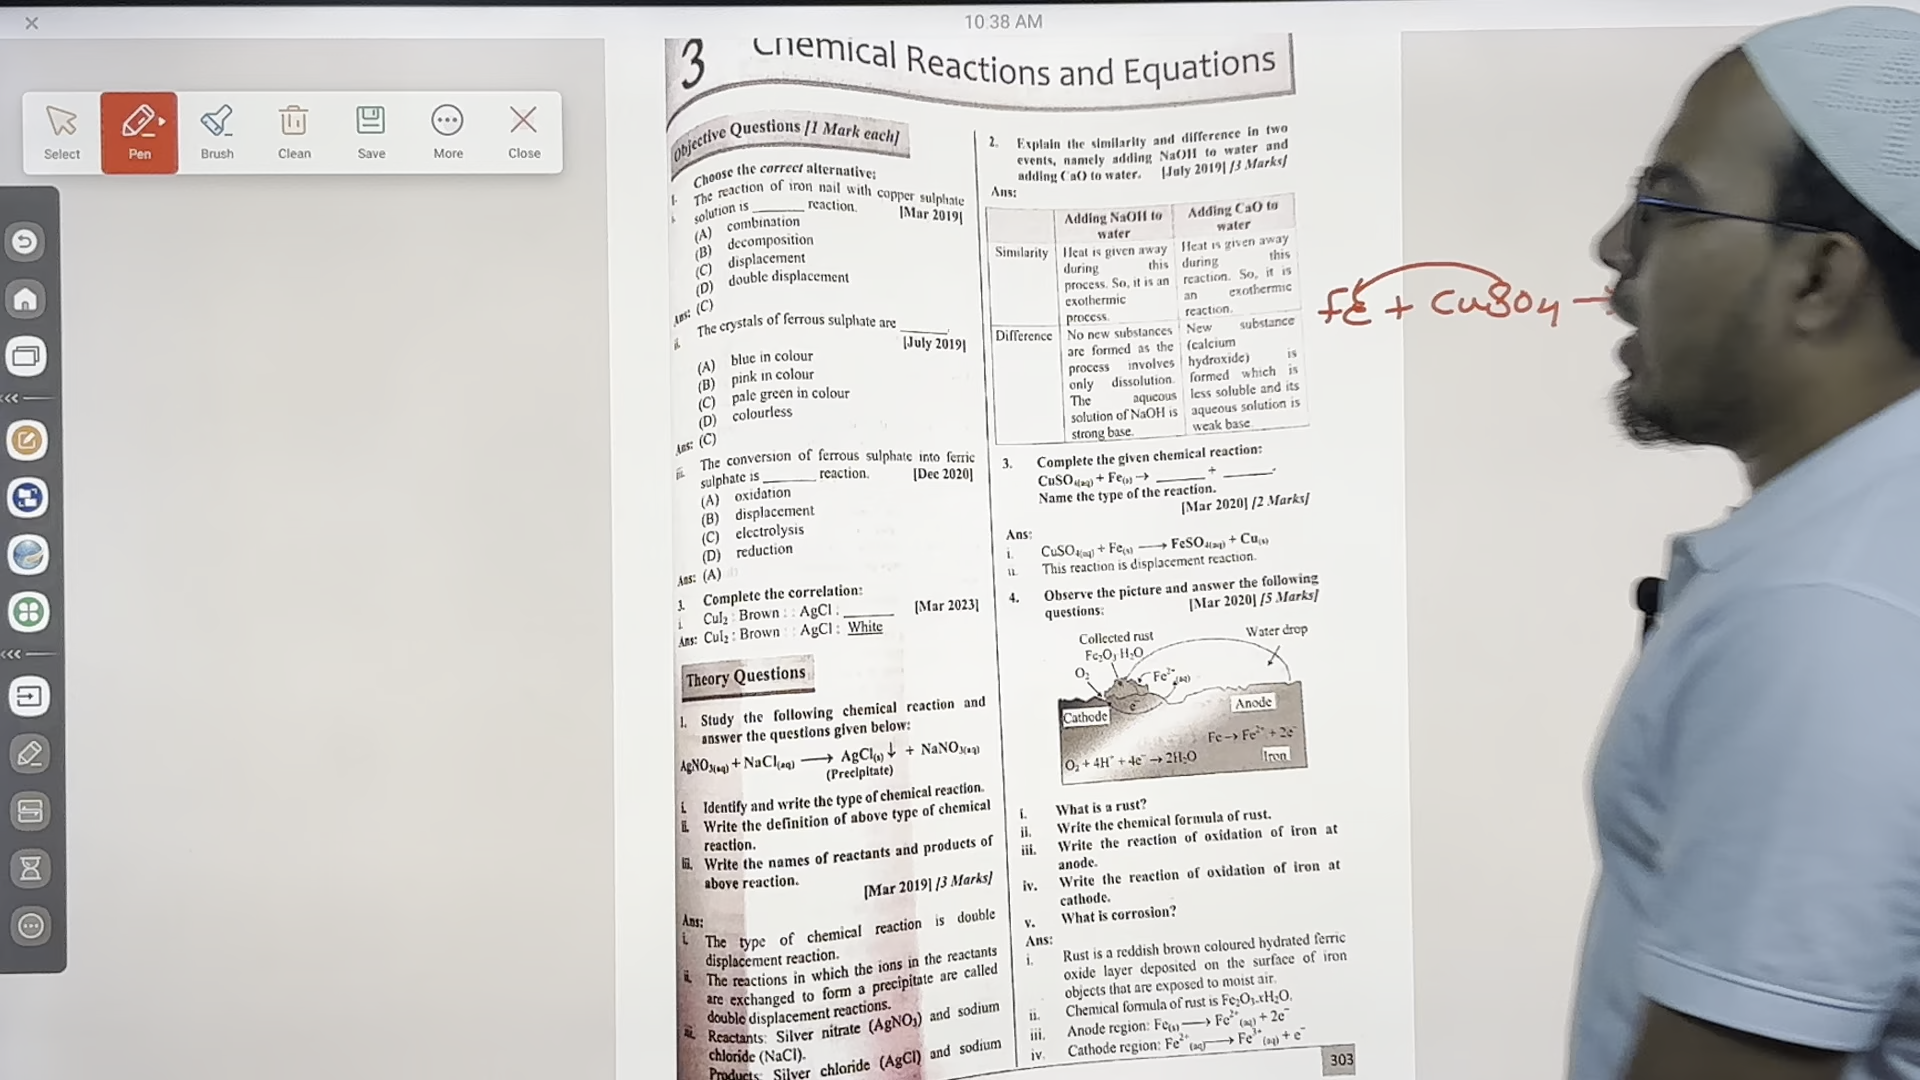 10 38 AM
Select
Pen
Brush
Clean
Save
More
Close
3 Chemical Reactions and Equations
Objective Questions [1 Mark each]
1. Choose the correct alternative:
i. The reaction of iron nail with copper sulphate
solution is ______ reaction. [Mar 2019]
(A) combination
(B) decomposition
(C) displacement
(D) double displacement
Ans: (C)
ii. The crystals of ferrous sulphate are ______.
[July 2019]
(A) blue in colour
(B) pink in colour
(C) pale green in colour
(D) colourless
Ans: (C)
iii. The conversion of ferrous sulphate into ferric
sulphate is ______ reaction. [Dec 2020]
(A) oxidation
(B) displacement
(C) electrolysis
(D) reduction
Ans: (A)
3. Complete the correlation:
i. CuI₂ : Brown : : AgCl : ______ [Mar 2023]
Ans: CuI₂ : Brown : : AgCl : White
Theory Questions
1. Study the following chemical reaction and
answer the questions given below:
AgNO₃(aq) + NaCl(aq) ⟶ AgCl(s)↓ + NaNO₃(aq)
(Precipitate)
i. Identify and write the type of chemical reaction.
ii. Write the definition of above type of chemical
reaction.
iii. Write the names of reactants and products of
above reaction.
[Mar 2019] [3 Marks]
Ans:
i. The type of chemical reaction is double
displacement reaction.
ii. The reactions in which the ions in the reactants
are exchanged to form a precipitate are called
double displacement reactions.
iii. Reactants: Silver nitrate (AgNO₃) and sodium
chloride (NaCl).
Products: Silver chloride (AgCl) and sodium
2. Explain the similarity and difference in two
events, namely adding NaOH to water and
adding CaO to water. [July 2019] [3 Marks]
Ans:
Adding NaOH to water
Adding CaO to water
Similarity
Heat is given away
during this
process. So, it is an
exothermic
process.
Heat is given away
during this
reaction. So, it is
an exothermic
reaction.
Difference
No new substances
are formed as the
process involves
only dissolution.
The aqueous
solution of NaOH is
strong base.
New substance
(calcium
hydroxide) is
formed which is
less soluble and its
aqueous solution is
weak base
3. Complete the given chemical reaction:
CuSO₄(aq) + Fe(s) → ______ + ______.
Name the type of the reaction.
[Mar 2020] [2 Marks]
Ans:
i. CuSO₄(aq) + Fe(s) ⟶ FeSO₄(aq) + Cu(s)
ii. This reaction is displacement reaction.
4. Observe the picture and answer the following
questions: [Mar 2020] [5 Marks]
Collected rust
Fe₂O₃ H₂O
Water drop
O₂
Fe²⁺(aq)
e⁻
Cathode
Anode
Fe → Fe²⁺ + 2e⁻
O₂ + 4H⁺ + 4e⁻ → 2H₂O
Iron
i. What is a rust?
ii. Write the chemical formula of rust.
iii. Write the reaction of oxidation of iron at
anode.
iv. Write the reaction of oxidation of iron at
cathode.
v. What is corrosion?
Ans:
i. Rust is a reddish brown coloured hydrated ferric
oxide layer deposited on the surface of iron
objects that are exposed to moist air.
ii. Chemical formula of rust is Fe₂O₃.xH₂O.
iii. Anode region: Fe(s) ⟶ Fe²⁺(aq) + 2e⁻
iv. Cathode region: Fe²⁺(aq) ⟶ Fe³⁺(aq) + e⁻
303
Fe + CuSO4 →